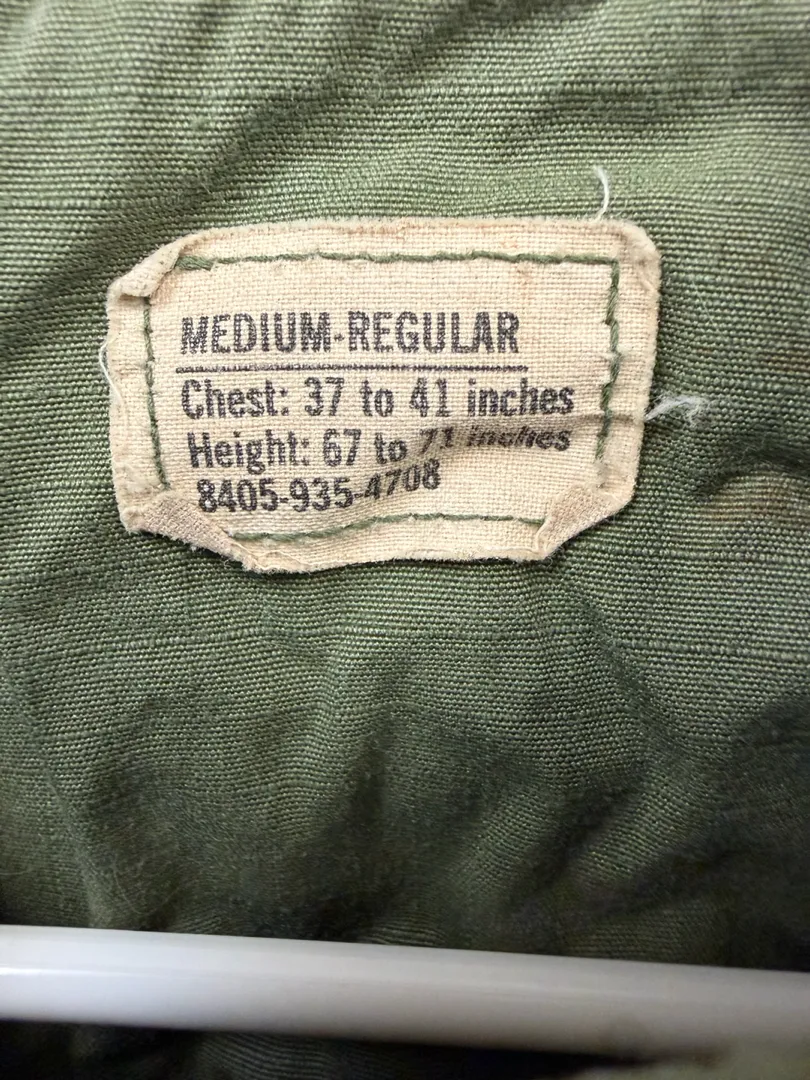 MEDIUM-REGULAR
Chest: 37 to 41 inches
Height: 67 to 71 inches
8405-935-4708